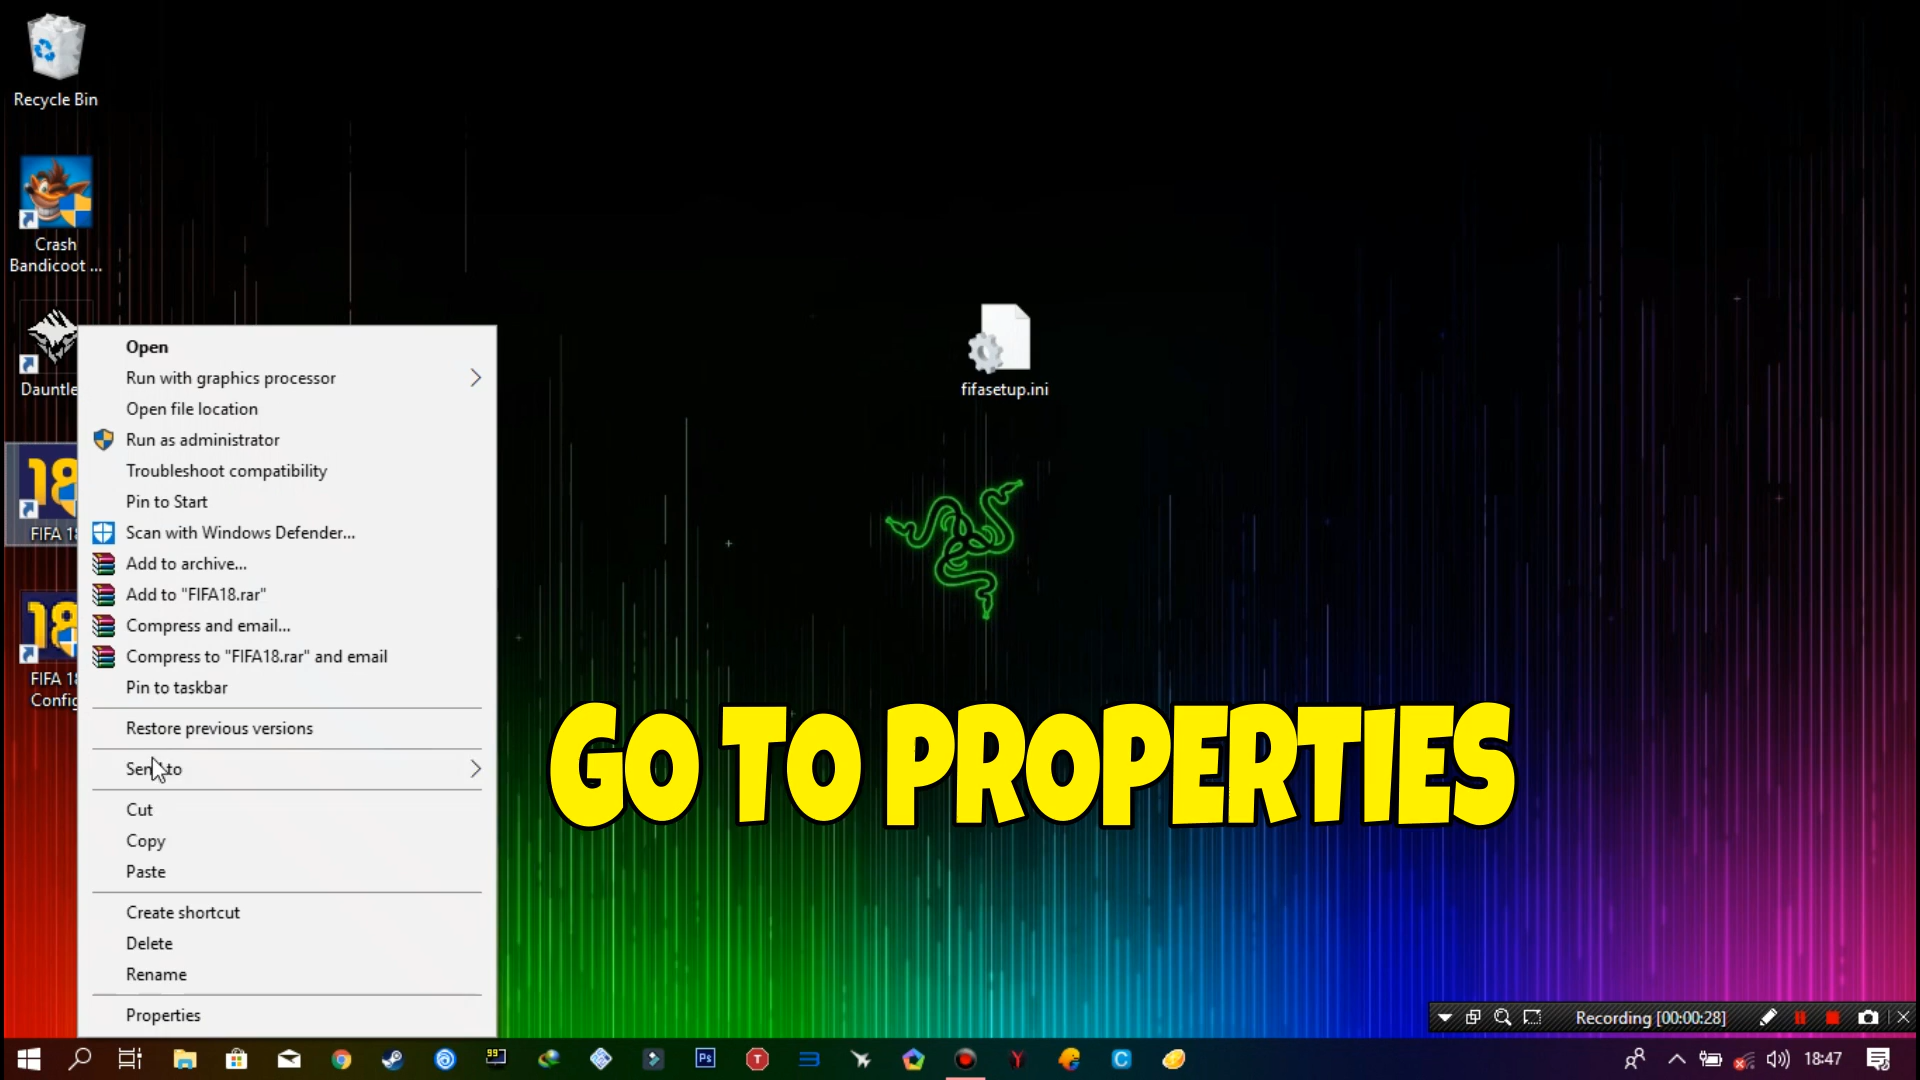 Recycle Bin
Crash
Bandicoot ...
Dauntle
FIFA 18
FIFA 18
Config
Open
Run with graphics processor
Open file location
Run as administrator
Troubleshoot compatibility
Pin to Start
Scan with Windows Defender...
Add to archive...
Add to "FIFA18.rar"
Compress and email...
Compress to "FIFA18.rar" and email
Pin to taskbar
Restore previous versions
Send to
Cut
Copy
Paste
Create shortcut
Delete
Rename
Properties
fifasetup.ini
GO TO PROPERTIES
Recording [00:00:28]
99
Ps
T
C
18:47